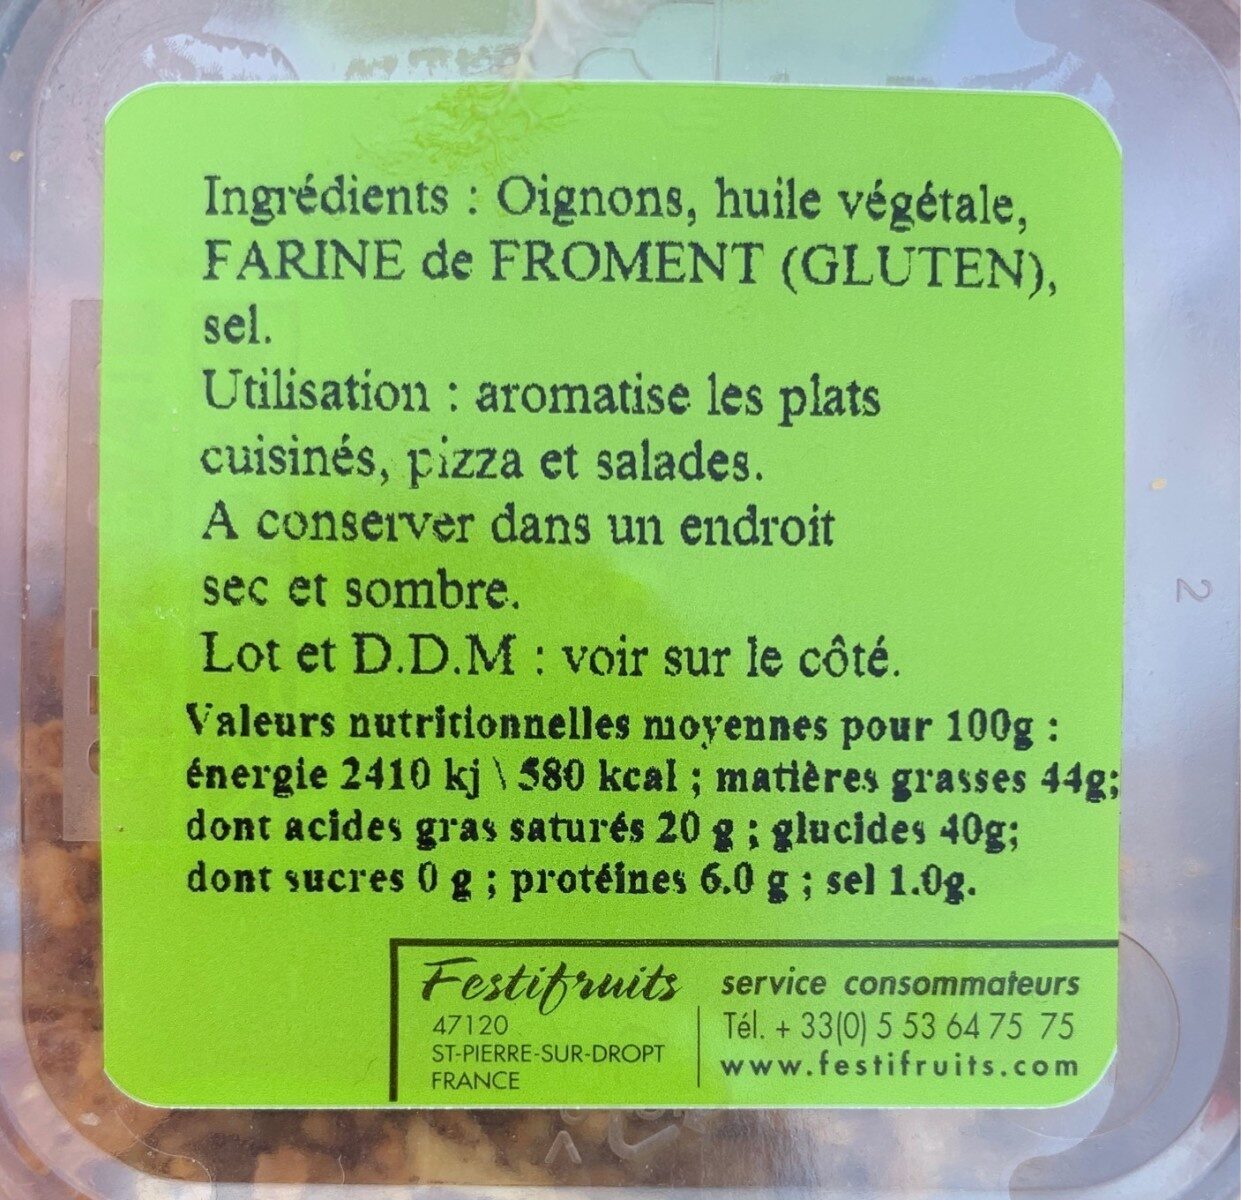 Ingrédients : Oignons, huile végétale,
FARINE de FROMENT (GLUTEN),
sel.
Utilisation : aromatise les plats
cuisinés, pizza et salades.
A conserver dans un endroit
sec et sombre.
Lot et D.D.M : voir sur le côté.
Valeurs nutritionnelles moyennes pour 100g :
énergie 2410 kj \ 580 kcal ; matières grasses 44g;
dont acides gras saturés 20 g ; glucides 40g;
dont sucres 0 g ; protéines 6.0 g ; sel 1.0g.
Festifruits
47120
ST-PIERRE-SUR-DROPT
FRANCE
service consommateurs
Tél. + 33(0) 5 53 64 75 75
www.festifruits.com
2